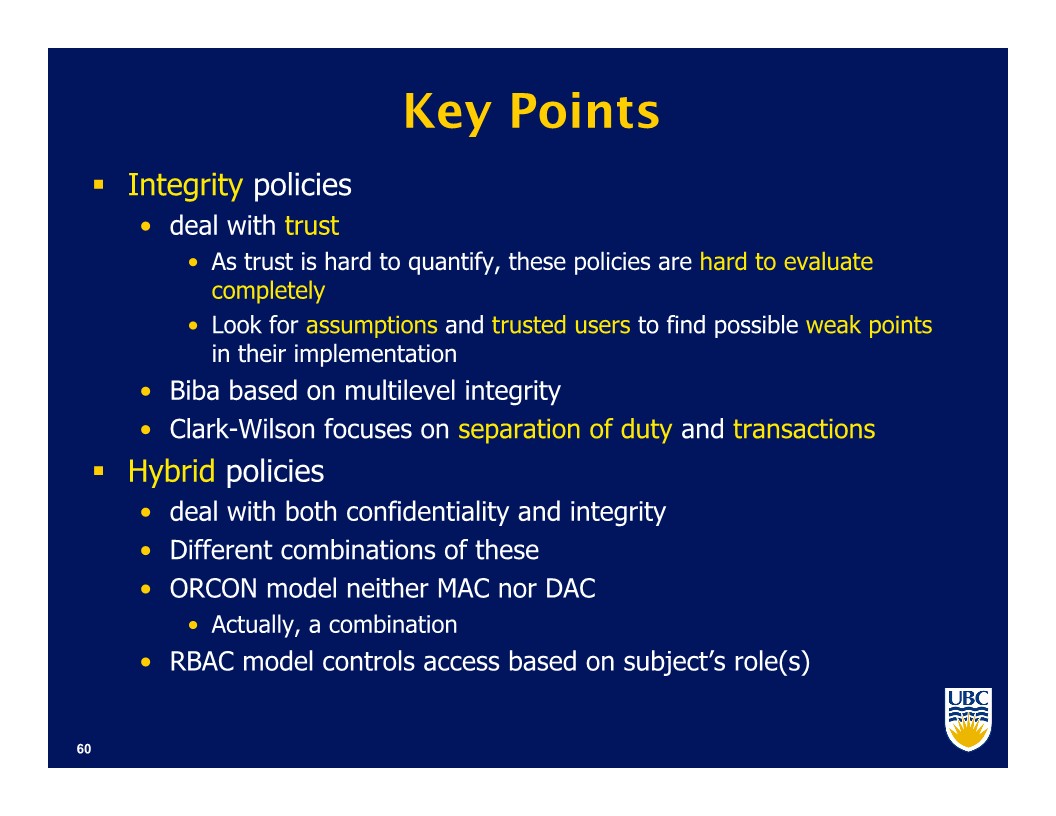 Key Points
▪ Integrity policies
• deal with trust
• As trust is hard to quantify, these policies are hard to evaluate
completely
• Look for assumptions and trusted users to find possible weak points
in their implementation
• Biba based on multilevel integrity
• Clark-Wilson focuses on separation of duty and transactions
▪ Hybrid policies
• deal with both confidentiality and integrity
• Different combinations of these
• ORCON model neither MAC nor DAC
• Actually, a combination
• RBAC model controls access based on subject’s role(s)
UBC
60